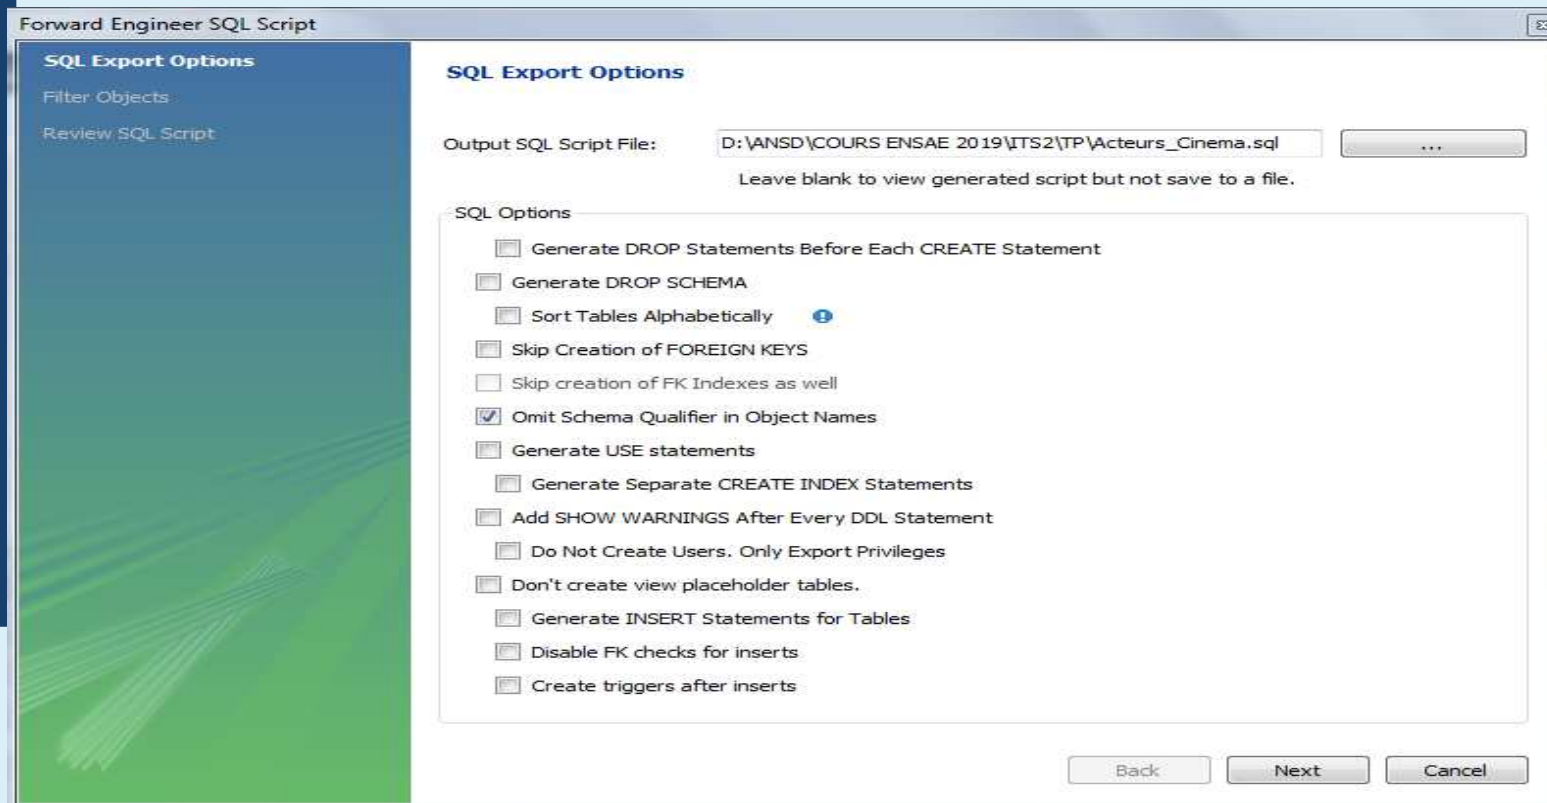 Forward Engineer SQL Script
SQL Export Options
Filter Objects
Review SQL Script
SQL Export Options
Output SQL Script File: D:\ANSD\COURS ENSAE 2019\ITS2\TP\Acteurs_Cinema.sql ...
Leave blank to view generated script but not save to a file.
SQL Options
Generate DROP Statements Before Each CREATE Statement
Generate DROP SCHEMA
Sort Tables Alphabetically
Skip Creation of FOREIGN KEYS
Skip creation of FK Indexes as well
Omit Schema Qualifier in Object Names
Generate USE statements
Generate Separate CREATE INDEX Statements
Add SHOW WARNINGS After Every DDL Statement
Do Not Create Users. Only Export Privileges
Don't create view placeholder tables.
Generate INSERT Statements for Tables
Disable FK checks for inserts
Create triggers after inserts
Back Next Cancel